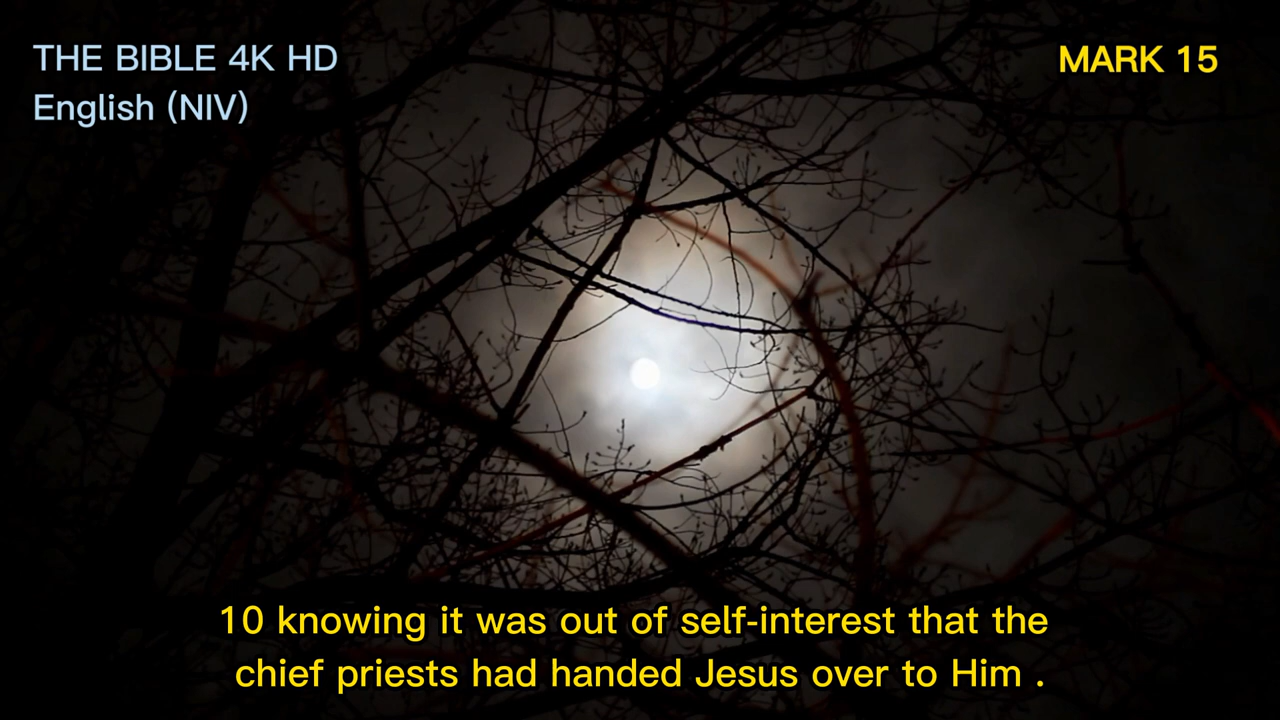 THE BIBLE 4K HD
English (NIV)
MARK 15
10 knowing it was out of self-interest that the
chief priests had handed Jesus over to Him .